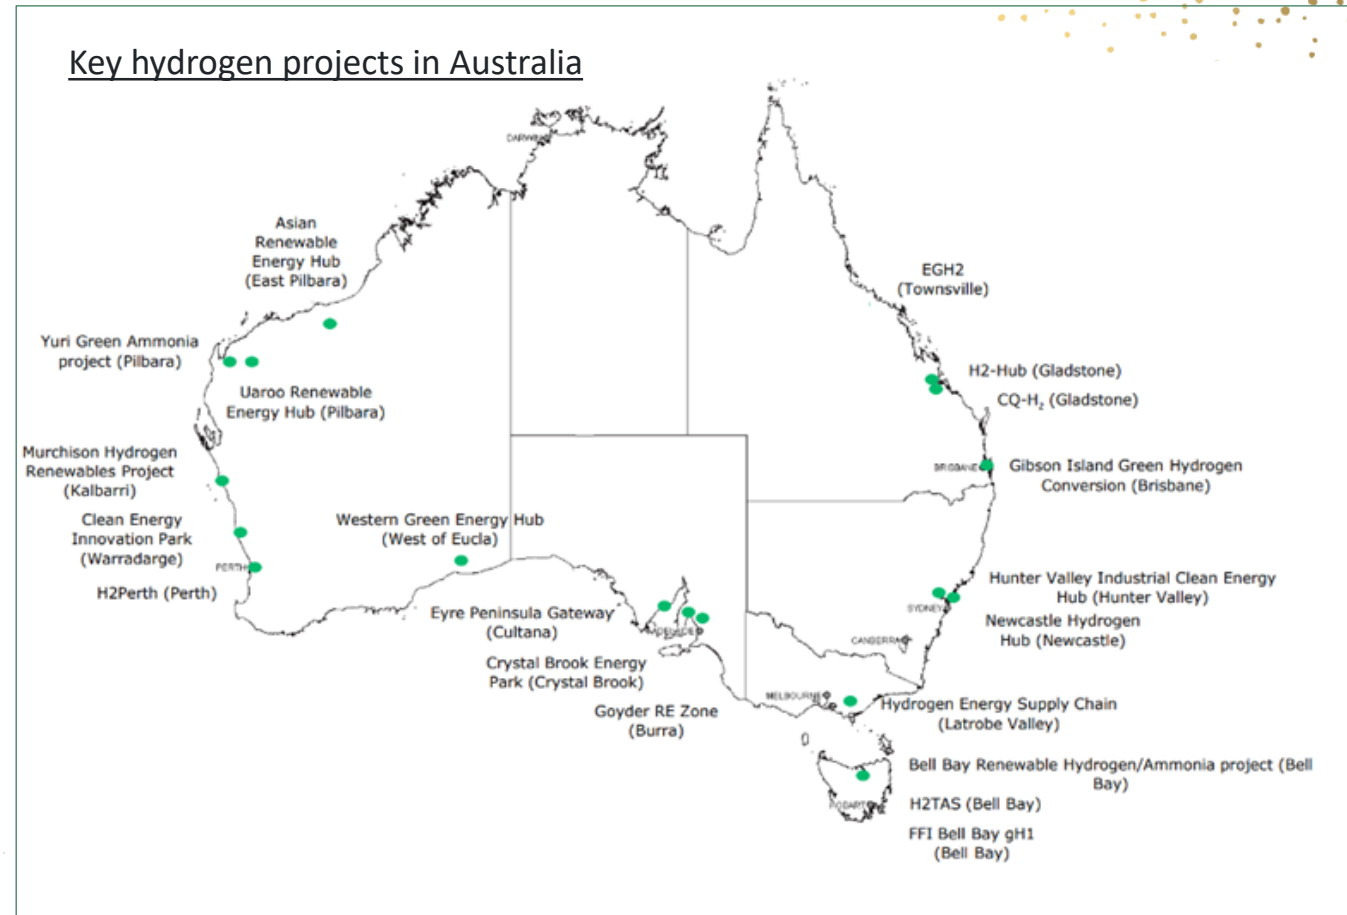 Key hydrogen projects in Australia
DARWIN
Asian
Renewable
Energy Hub
(East Pilbara)
EGH2
(Townsville)
Yuri Green Ammonia
project (Pilbara)
Uaroo Renewable
Energy Hub (Pilbara)
H2-Hub (Gladstone)
CQ-H₂ (Gladstone)
Murchison Hydrogen
Renewables Project
(Kalbarri)
BRISBANE
Gibson Island Green Hydrogen
Conversion (Brisbane)
Clean Energy
Innovation Park
(Warradarge)
Western Green Energy Hub
(West of Eucla)
PERTH
H2Perth (Perth)
Hunter Valley Industrial Clean Energy
Hub (Hunter Valley)
SYDNEY
Newcastle Hydrogen
Hub (Newcastle)
Eyre Peninsula Gateway
(Cultana)
ADELAIDE
CANBERRA
Crystal Brook Energy
Park (Crystal Brook)
MELBOURNE
Hydrogen Energy Supply Chain
(Latrobe Valley)
Goyder RE Zone
(Burra)
Bell Bay Renewable Hydrogen/Ammonia project (Bell
Bay)
HOBART
H2TAS (Bell Bay)
FFI Bell Bay gH1
(Bell Bay)